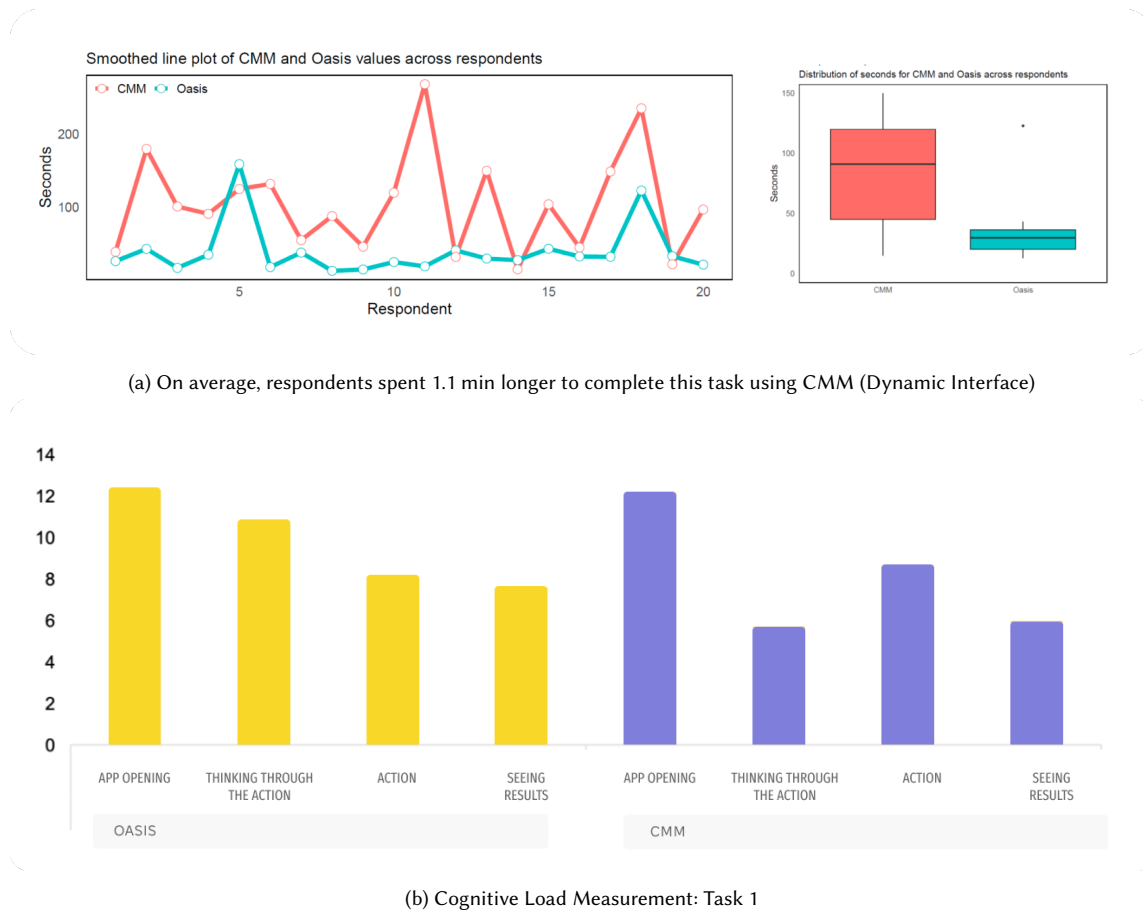 Smoothed line plot of CMM and Oasis values across respondents
CMM Oasis
200
100
Seconds
5 10 15 20
Respondent
Distribution of seconds for CMM and Oasis across respondents
150
100
50
0
Seconds
CMM Oasis
(a) On average, respondents spent 1.1 min longer to complete this task using CMM (Dynamic Interface)
14
12
10
8
6
4
2
0
APP OPENING THINKING THROUGH ACTION SEEING APP OPENING THINKING THROUGH ACTION SEEING
THE ACTION RESULTS THE ACTION RESULTS
OASIS CMM
(b) Cognitive Load Measurement: Task 1